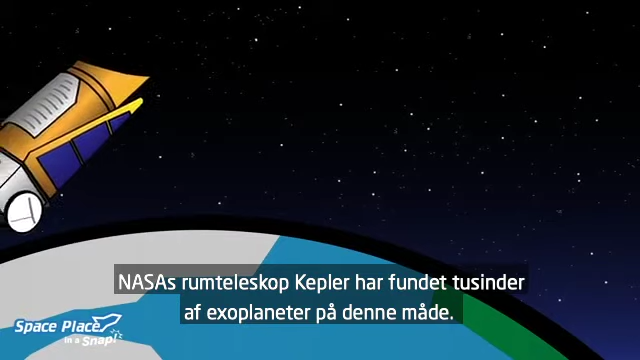 NASAs rumteleskop Kepler har fundet tusinder
af exoplaneter på denne måde.
Space Place
in a Snap!